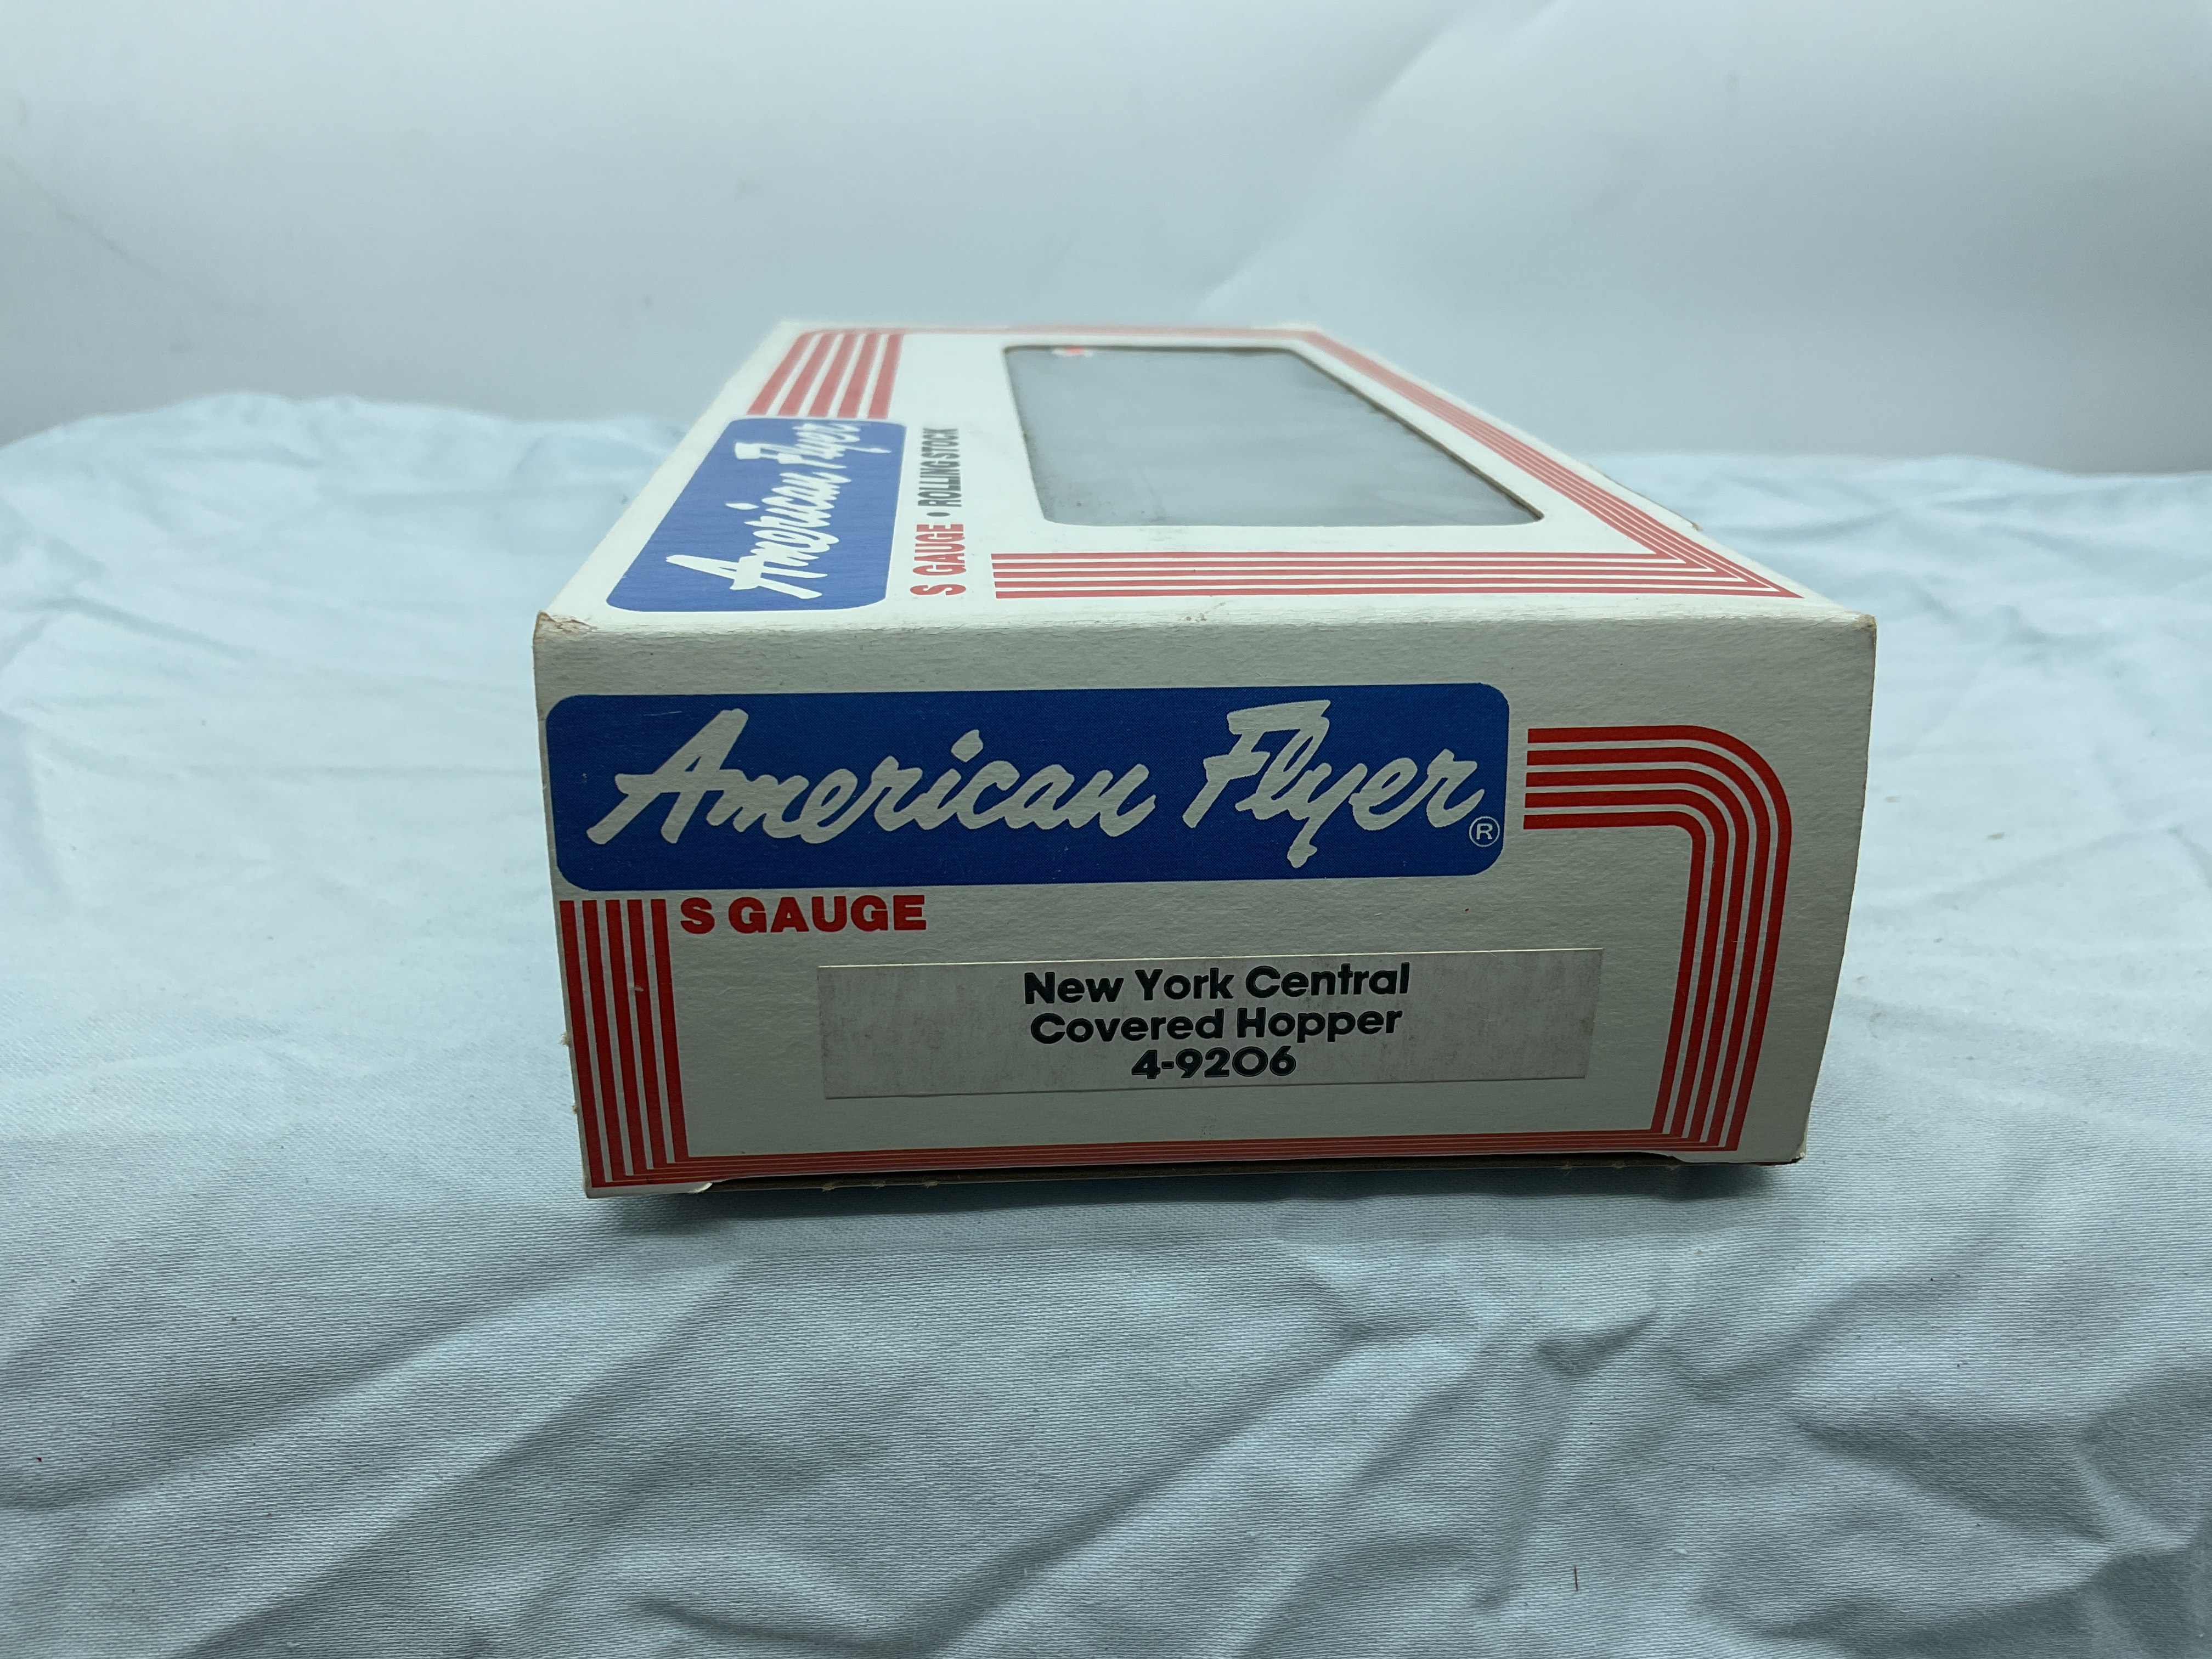 American Flyer
S GAUGE • ROLLING STOCK
American Flyer®
S GAUGE
New York Central
Covered Hopper
4-9206